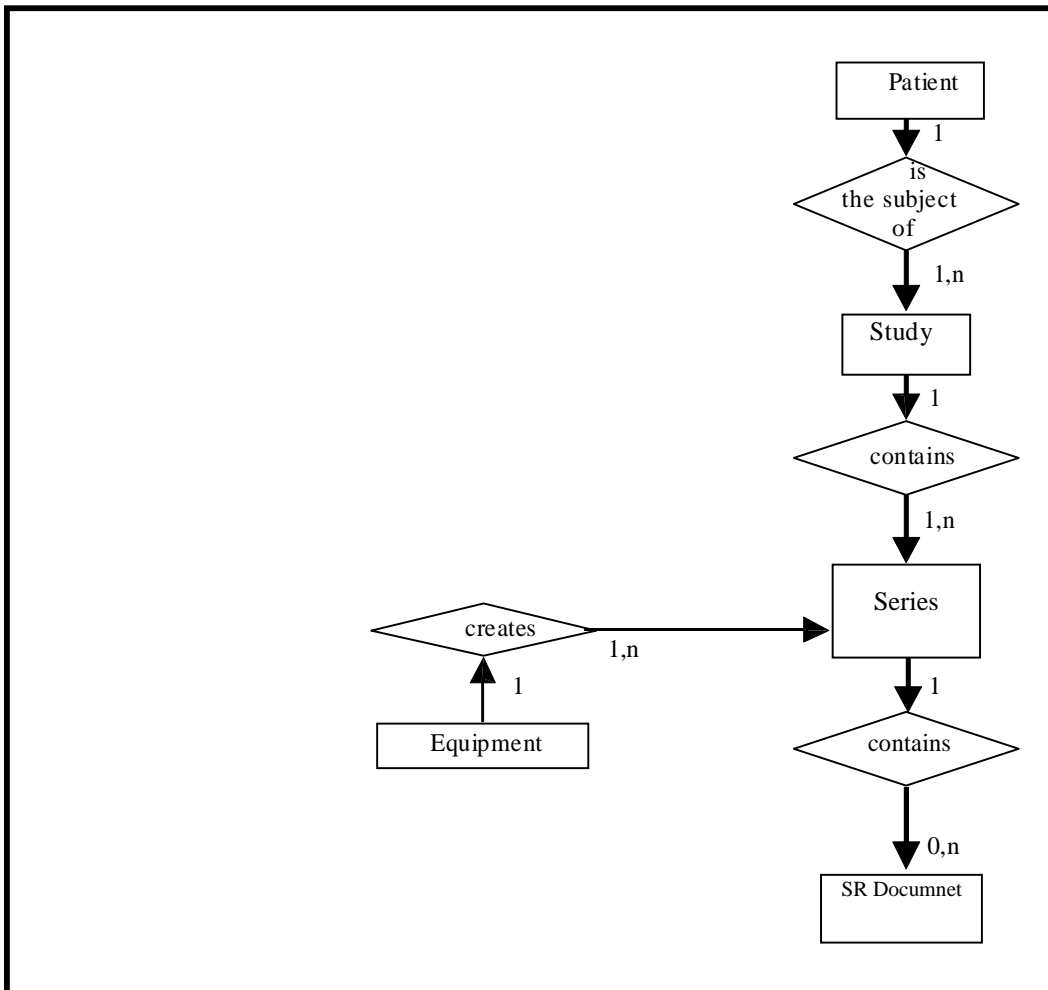 Patient
1
is
the subject
of
1,n
Study
1
contains
1,n
Series
creates
1,n
1
1
Equipment
contains
0,n
SR Documnet